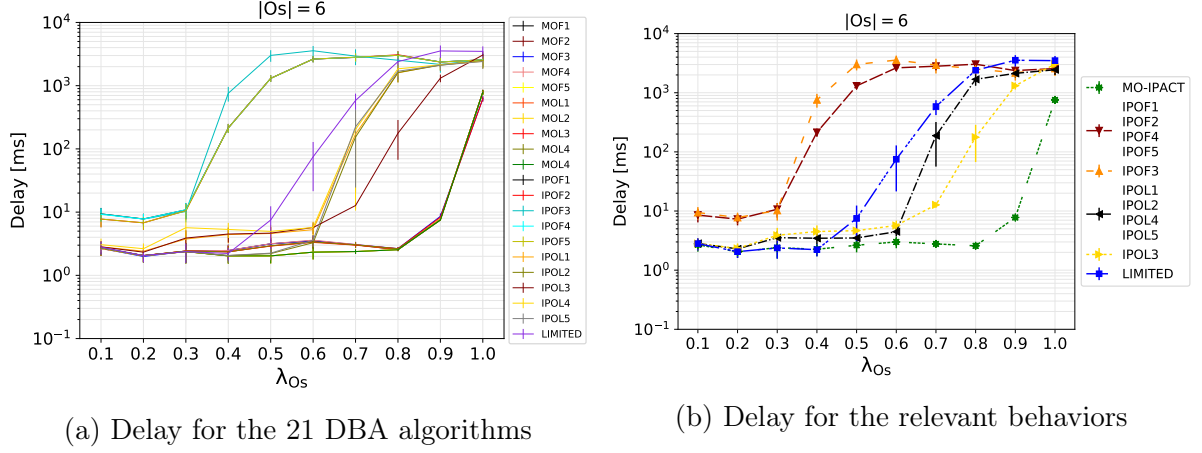 |Os| = 6
Delay [ms]
10⁴
10³
10²
10¹
10⁰
10⁻¹
0.1 0.2 0.3 0.4 0.5 0.6 0.7 0.8 0.9 1.0
λOs
MOF1
MOF2
MOF3
MOF4
MOF5
MOL1
MOL2
MOL3
MOL4
MOL4
IPOF1
IPOF2
IPOF3
IPOF4
IPOF5
IPOL1
IPOL2
IPOL3
IPOL4
IPOL5
LIMITED
(a) Delay for the 21 DBA algorithms
|Os| = 6
Delay [ms]
10⁴
10³
10²
10¹
10⁰
10⁻¹
0.1 0.2 0.3 0.4 0.5 0.6 0.7 0.8 0.9 1.0
λOs
MO-IPACT
IPOF1
IPOF2
IPOF4
IPOF5
IPOF3
IPOL1
IPOL2
IPOL4
IPOL5
IPOL3
LIMITED
(b) Delay for the relevant behaviors